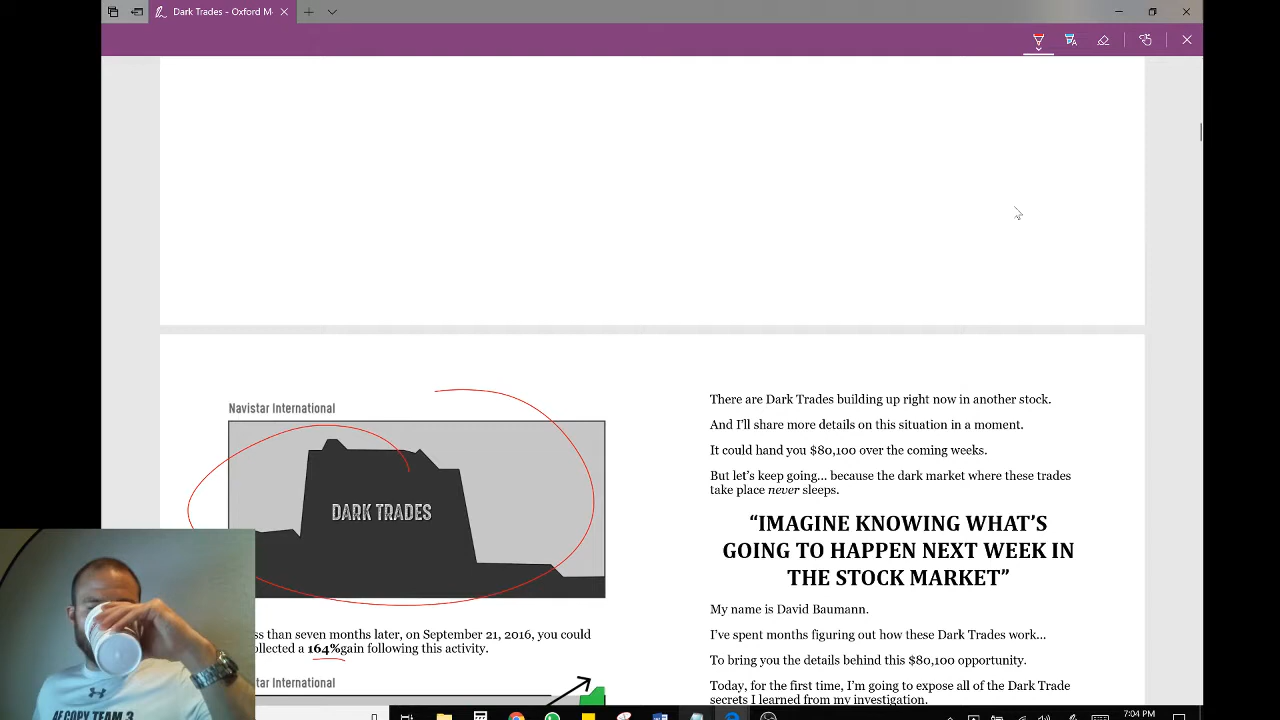 Dark Trades - Oxford M
Navistar International
DARK TRADES
ss than seven months later, on September 21, 2016, you could
ollected a 164%gain following this activity.
ar International
There are Dark Trades building up right now in another stock.
And I'll share more details on this situation in a moment.
It could hand you $80,100 over the coming weeks.
But let's keep going... because the dark market where these trades
take place never sleeps.
“IMAGINE KNOWING WHAT'S
GOING TO HAPPEN NEXT WEEK IN
THE STOCK MARKET”
My name is David Baumann.
I've spent months figuring out how these Dark Trades work...
To bring you the details behind this $80,100 opportunity.
Today, for the first time, I'm going to expose all of the Dark Trade
secrets I learned from my investigation.
AF COPY TEAM 3
7:04 PM